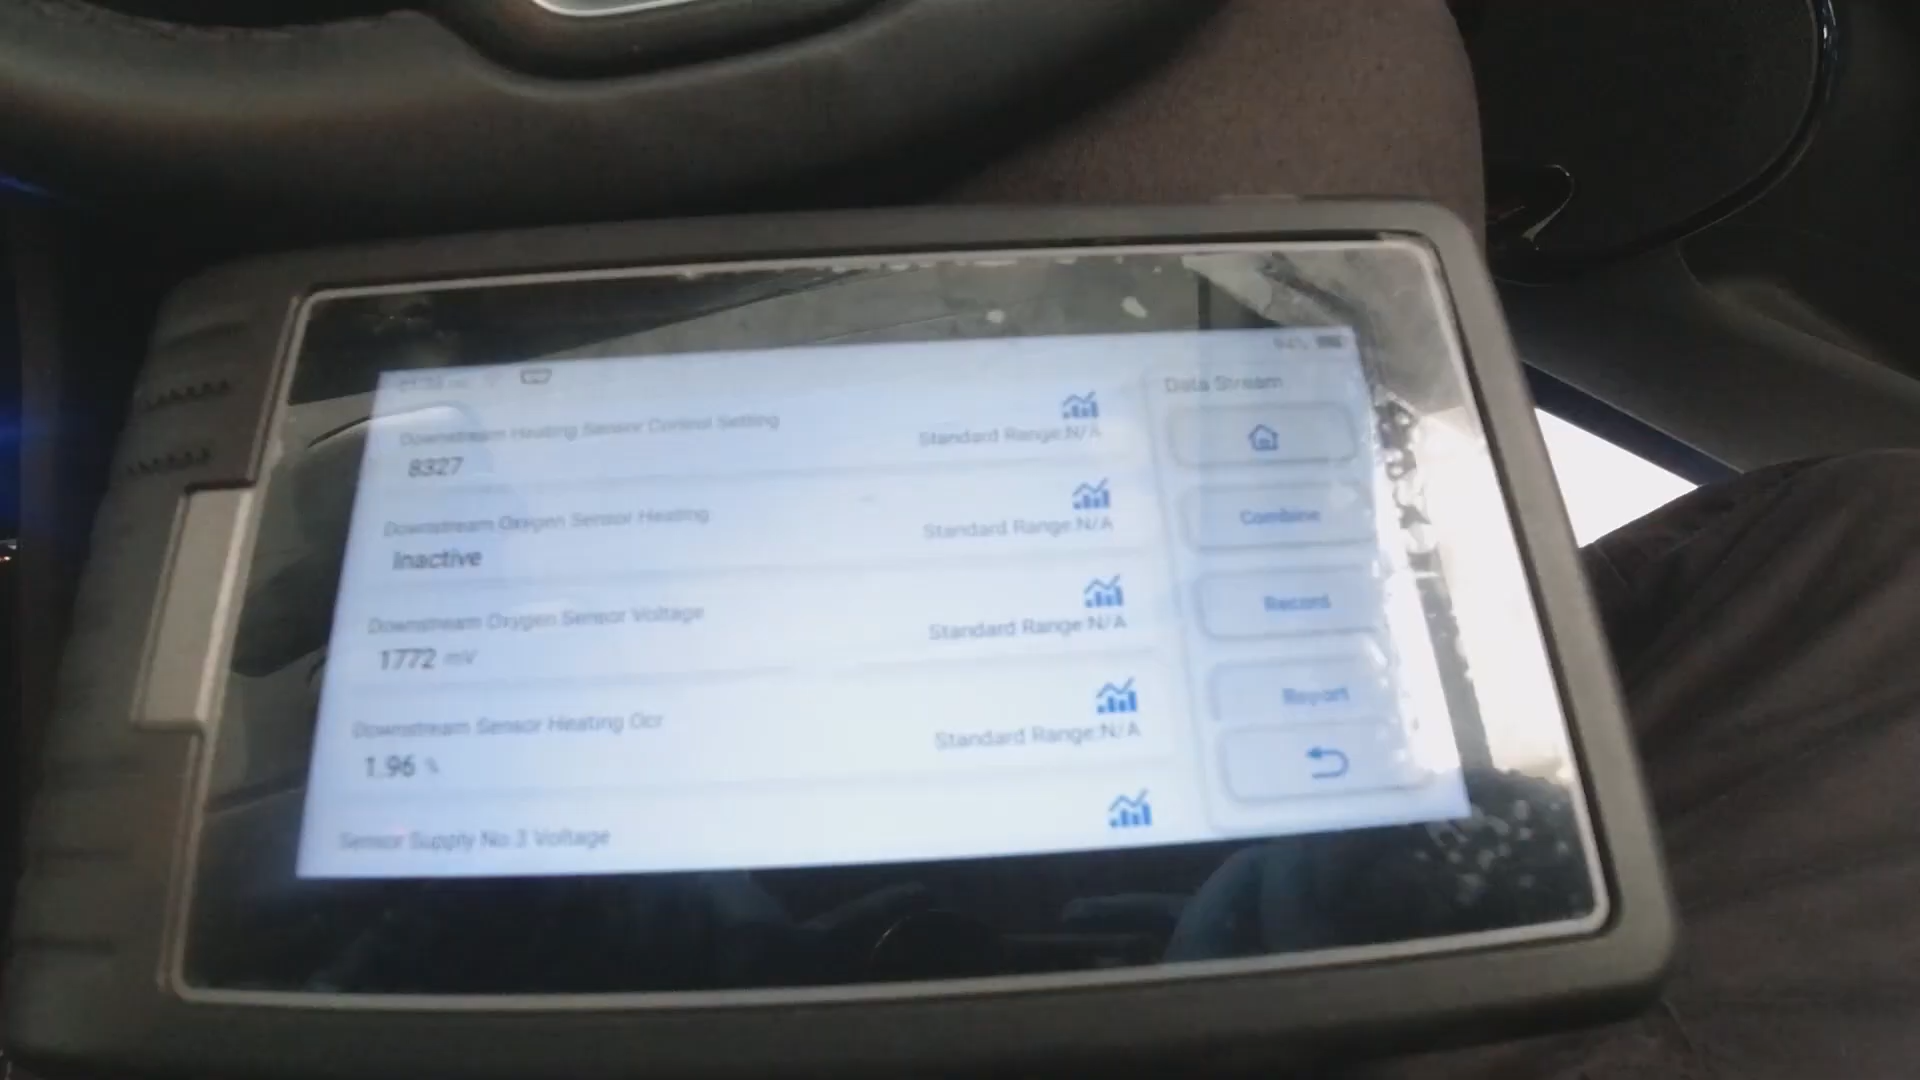 Data Stream
Downstream Heating Sensor Control Setting
8327
Standard Range:N/A
Downstream Oxygen Sensor Heating
Inactive
Standard Range:N/A
Downstream Oxygen Sensor Voltage
1772 mV
Standard Range:N/A
Downstream Sensor Heating Ocr
1.96 %
Standard Range:N/A
Sensor Supply No.3 Voltage
Combine
Record
Report